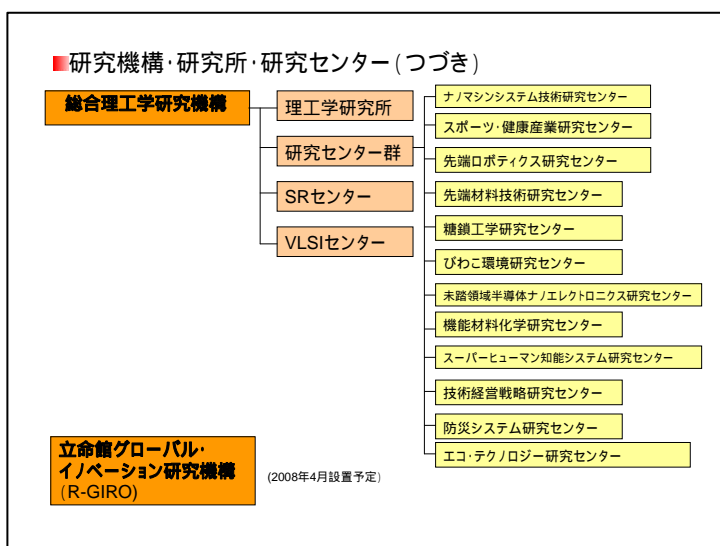 研究機構・研究所・研究センター(つづき)
総合理工学研究機構
理工学研究所
研究センター群
SRセンター
VLSIセンター
ナノマシンシステム技術研究センター
スポーツ・健康産業研究センター
先端ロボティクス研究センター
先端材料技術研究センター
糖鎖工学研究センター
びわこ環境研究センター
未踏領域半導体ナノエレクトロニクス研究センター
機能材料化学研究センター
スーパーヒューマン知能システム研究センター
技術経営戦略研究センター
防災システム研究センター
エコ・テクノロジー研究センター
立命館グローバル・
イノベーション研究機構
(R-GIRO)
(2008年4月設置予定)